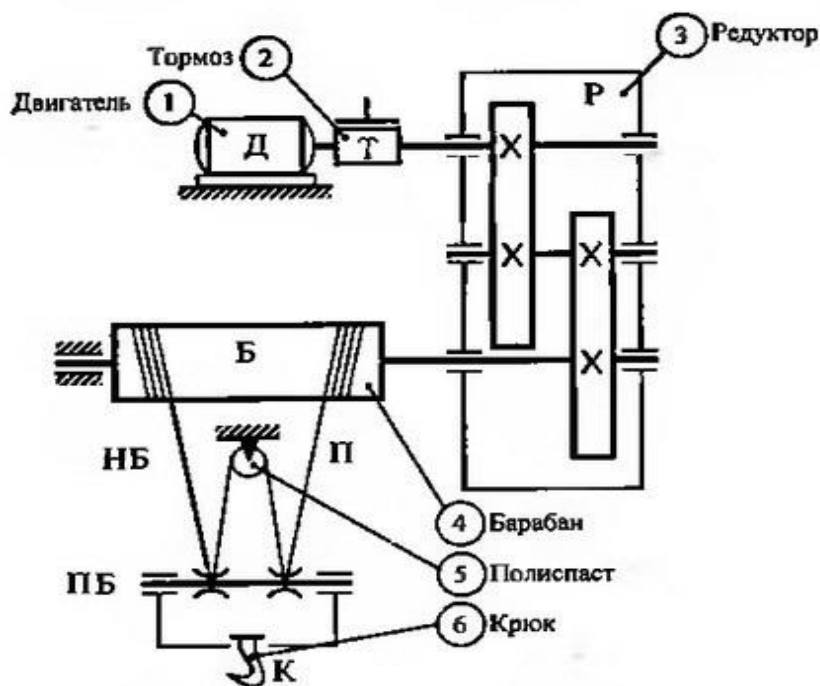 3 Редуктор
Тормоз 2
Р
Двигатель 1
Д
Т
Б
НБ
П
4 Барабан
ПБ
5 Полиспаст
6 Крюк
К